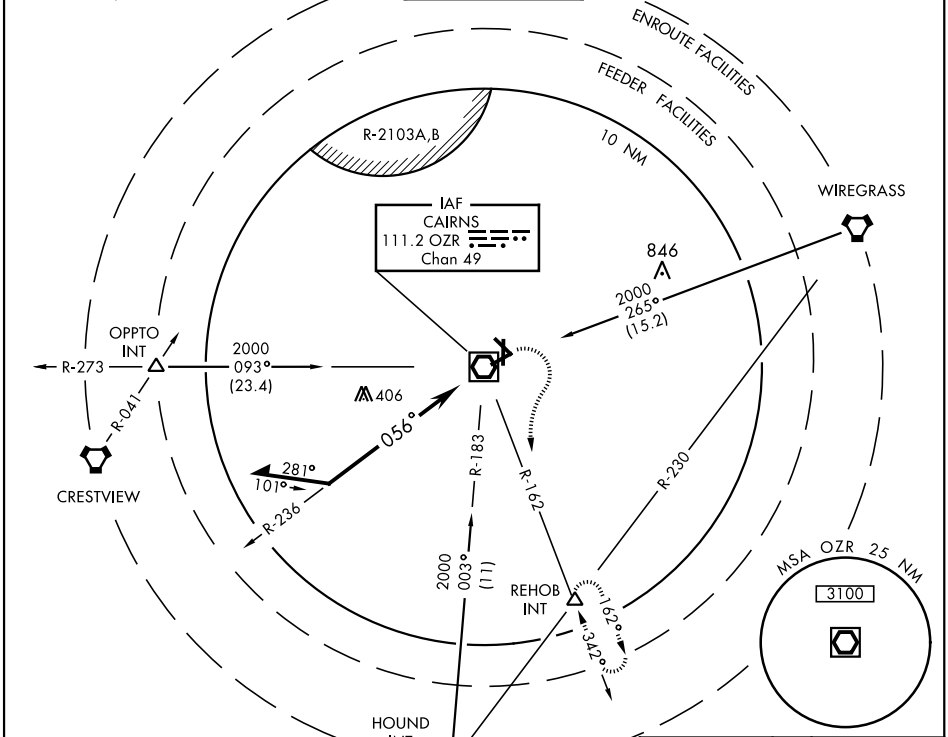 ENROUTE FACILITIES
FEEDER FACILITIES
10 NM
R-2103A,B
WIREGRASS
IAF
CAIRNS
111.2 OZR
Chan 49
846
2000
265°
(15.2)
OPPTO
INT
R-273
2000
093°
(23.4)
406
056°
R-041
CRESTVIEW
281°
101°
R-236
R-183
R-162
R-230
2000
003°
(11)
REHOB
INT
162°
342°
MSA OZR 25 NM
3100
HOUND
INT